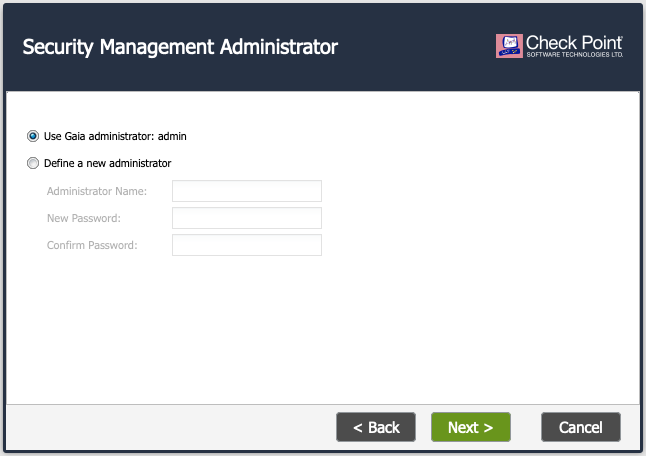 Security Management Administrator
Check Point
SOFTWARE TECHNOLOGIES LTD.
Use Gaia administrator: admin
Define a new administrator
Administrator Name:
New Password:
Confirm Password:
< Back
Next >
Cancel